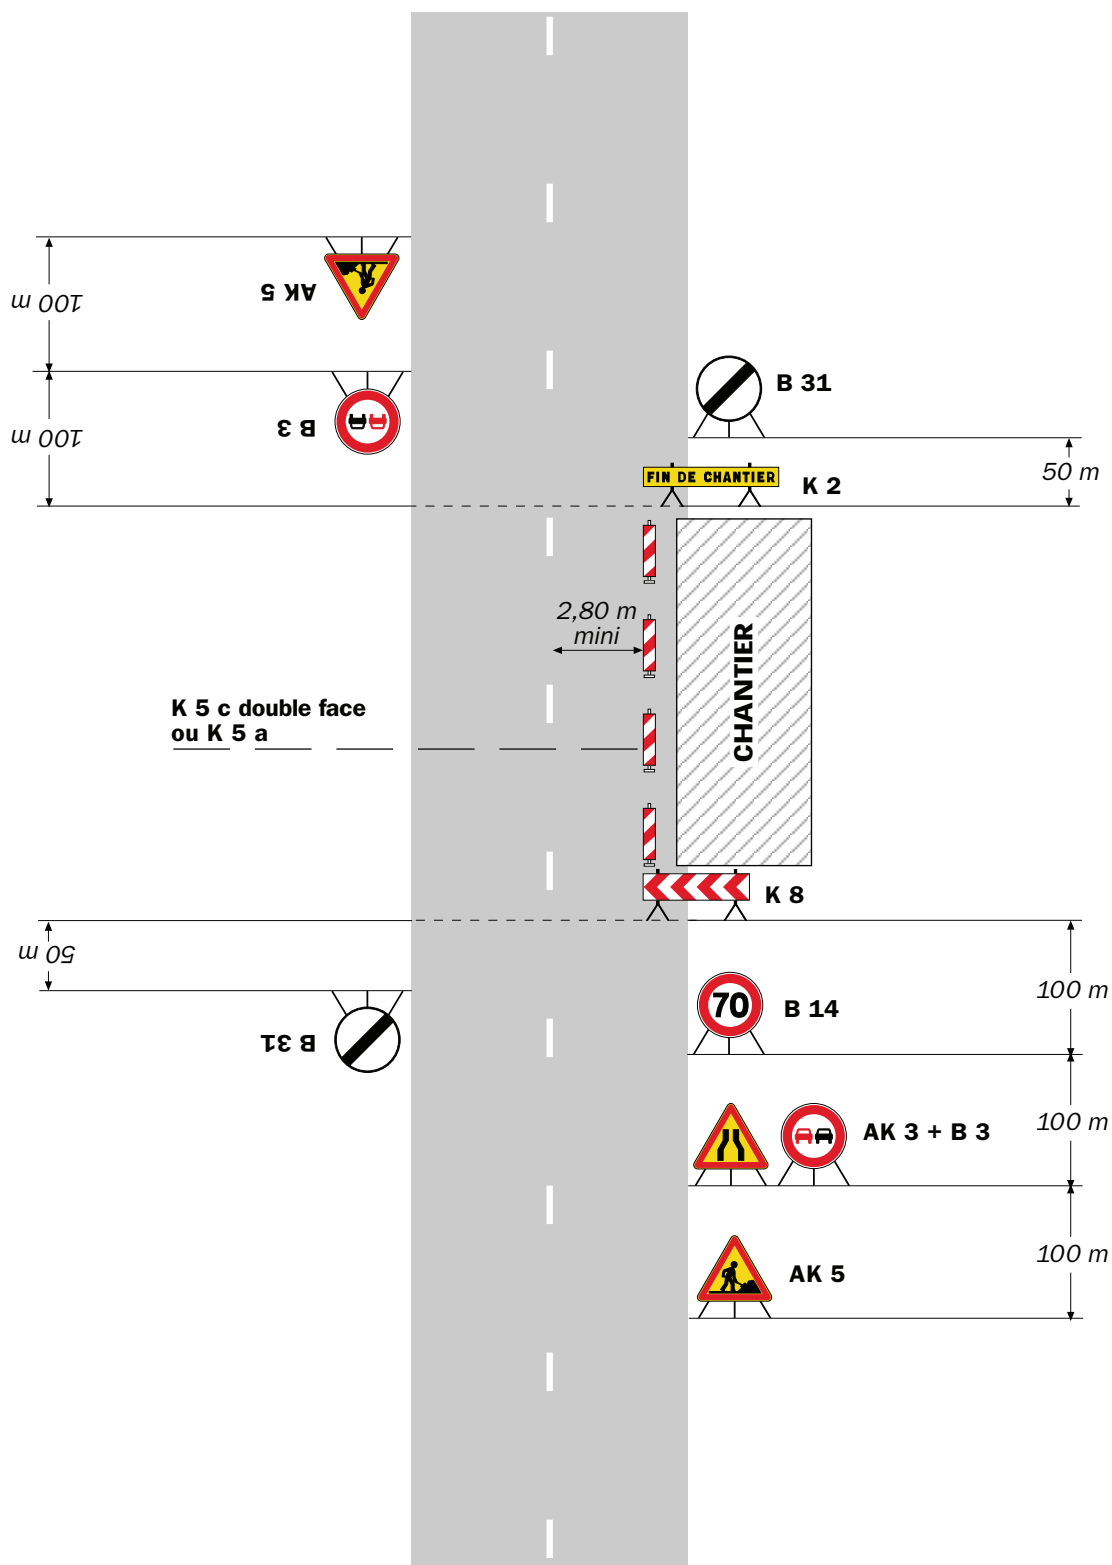 AK 5
100 m
B 3
100 m
B 31
FIN DE CHANTIER
K 2
50 m
2,80 m
mini
CHANTIER
K 5 c double face
ou K 5 a
K 8
50 m
B 31
70
B 14
100 m
AK 3 + B 3
100 m
AK 5
100 m